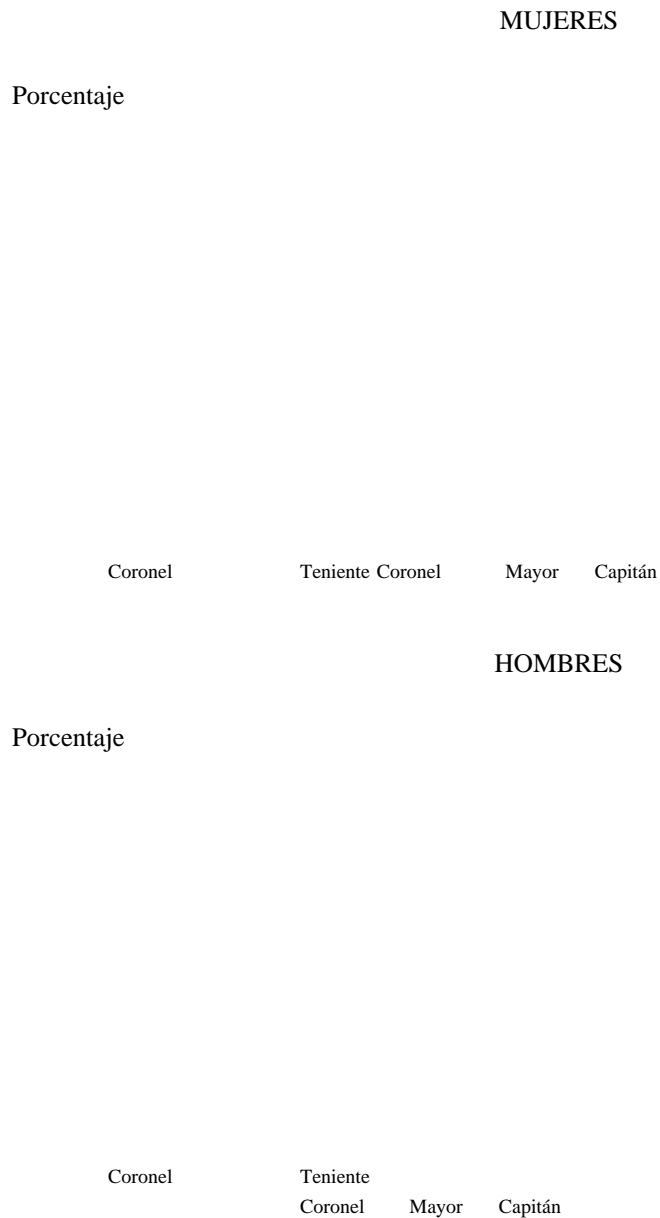 MUJERES
Porcentaje
Coronel Teniente Coronel Mayor Capitán
HOMBRES
Porcentaje
Coronel Teniente
Coronel Mayor Capitán